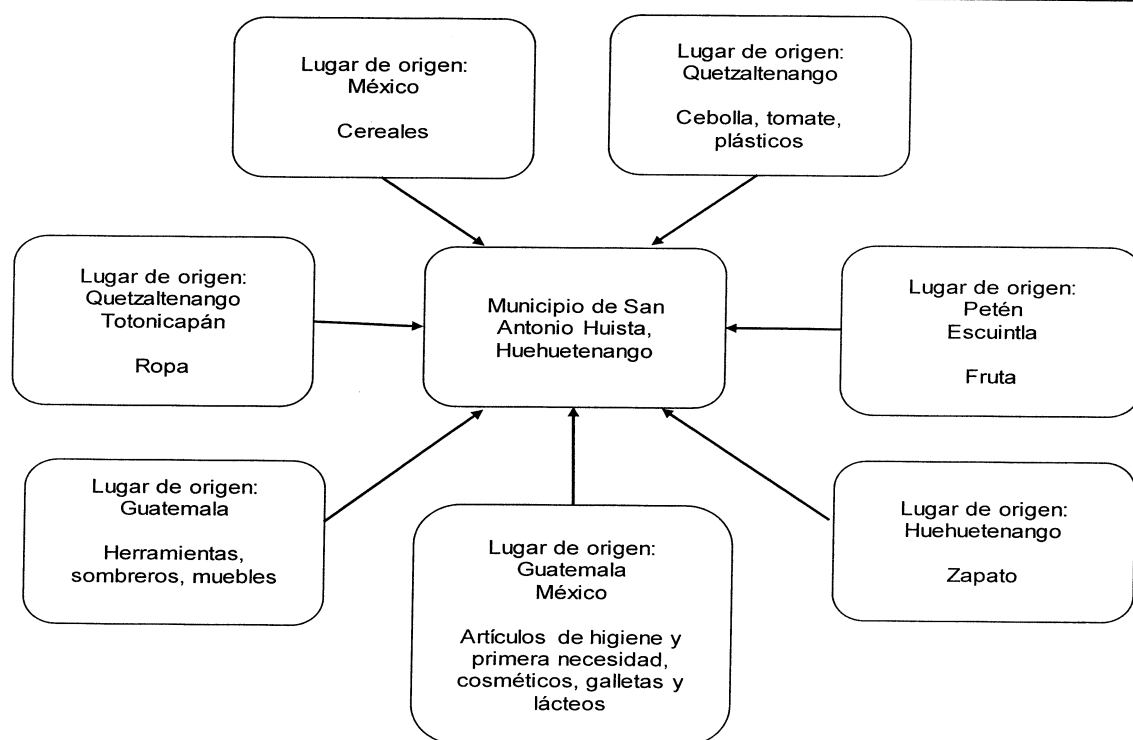 Lugar de origen:
México
Cereales
Lugar de origen:
Quetzaltenango
Cebolla, tomate,
plásticos
Lugar de origen:
Quetzaltenango
Totonicapán
Ropa
Municipio de San
Antonio Huista,
Huehuetenango
Lugar de origen:
Petén
Escuintla
Fruta
Lugar de origen:
Guatemala
Herramientas,
sombreros, muebles
Lugar de origen:
Guatemala
México
Artículos de higiene y
primera necesidad,
cosméticos, galletas y
lácteos
Lugar de origen:
Huehuetenango
Zapato